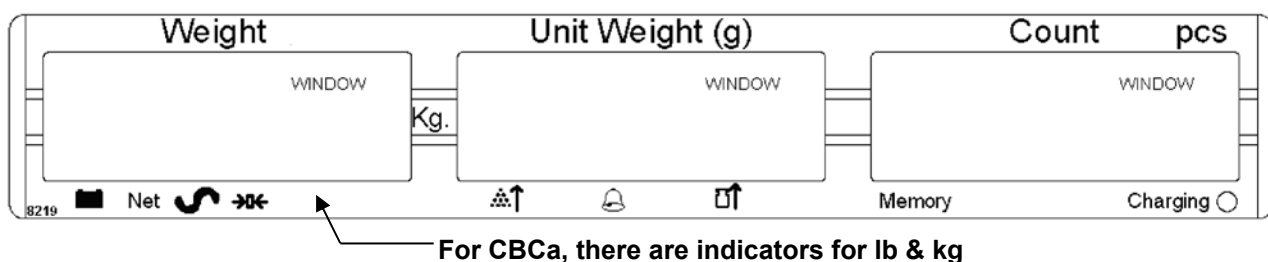 Weight Unit Weight (g) Count pcs
WINDOW WINDOW WINDOW
Kg.
8219 Net →0← Memory Charging
For CBCa, there are indicators for lb & kg